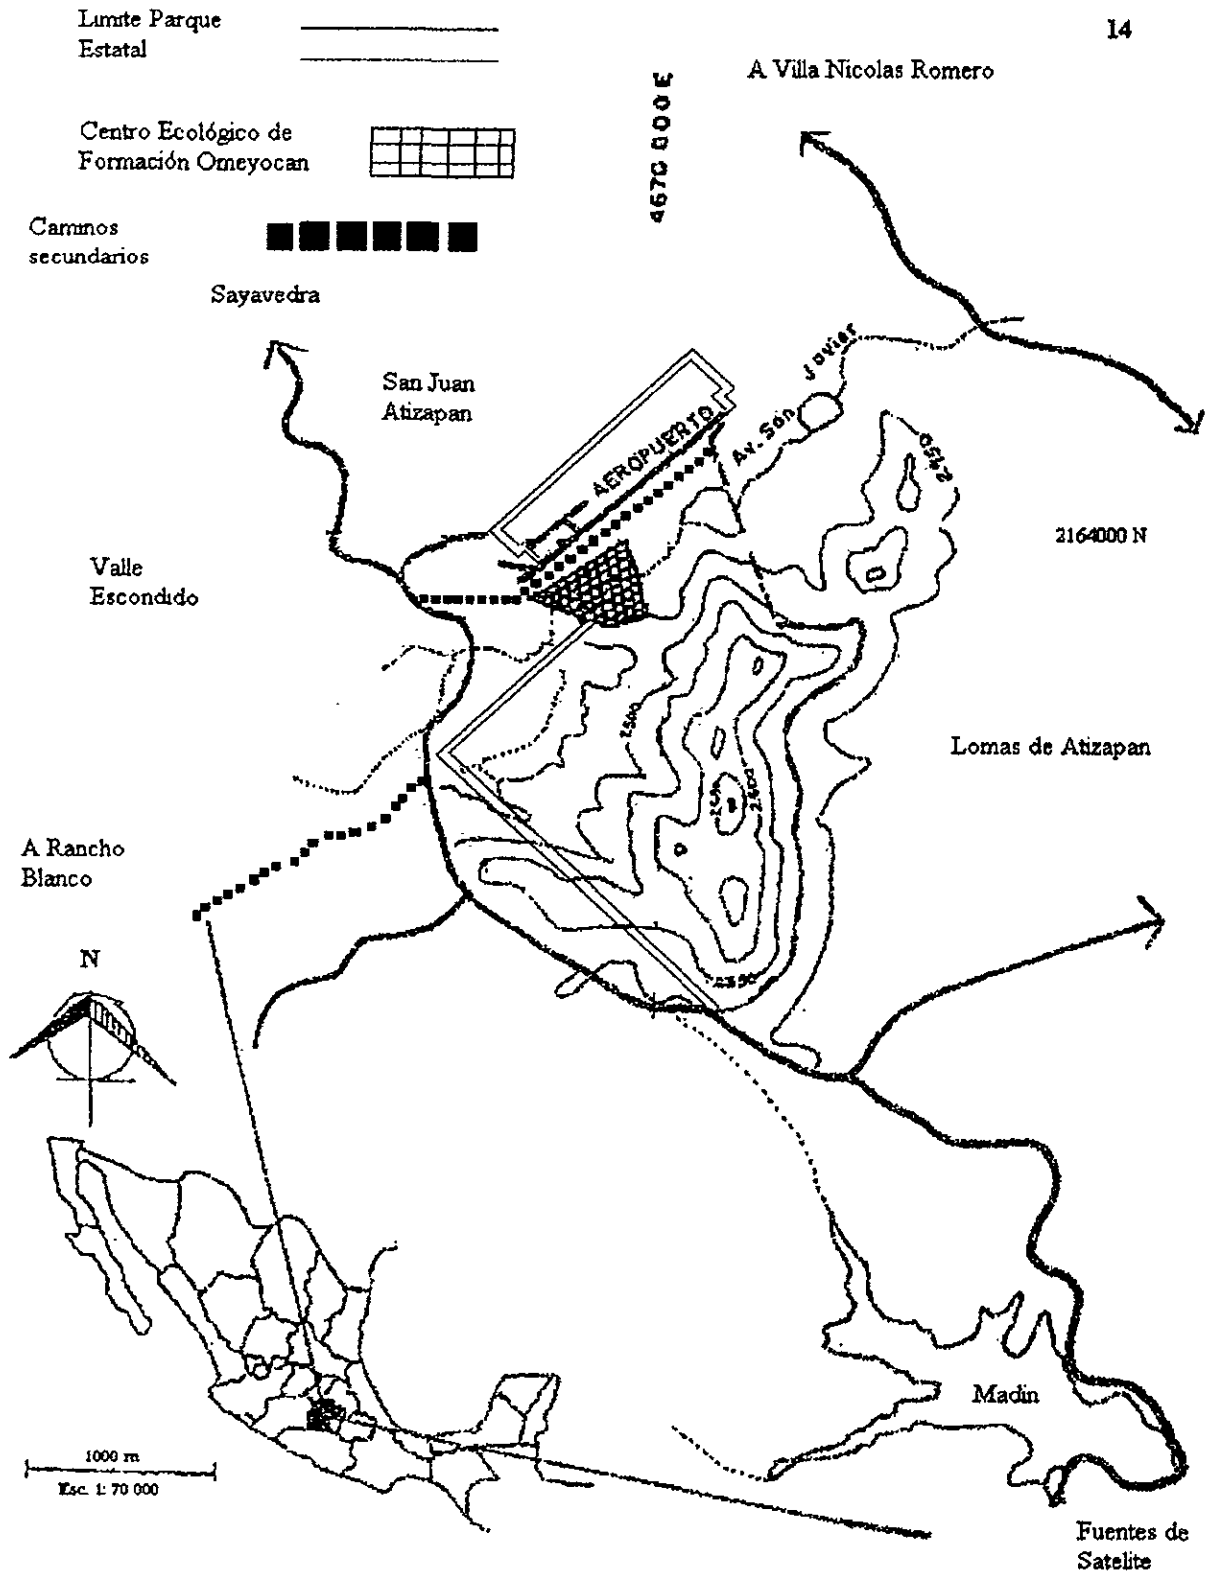 Limite Parque
Estatal
14
A Villa Nicolas Romero
4670 000 E
Centro Ecológico de
Formación Omeyocan
Caminos
secundarios
Sayavedra
San Juan
Atizapan
AEROPUERTO
Av. San Javier
2450
2164000 N
Valle
Escondido
2500
Lomas de Atizapan
2600
A Rancho
Blanco
N
Madin
1000 m
Esc. 1: 70 000
Fuentes de
Satelite